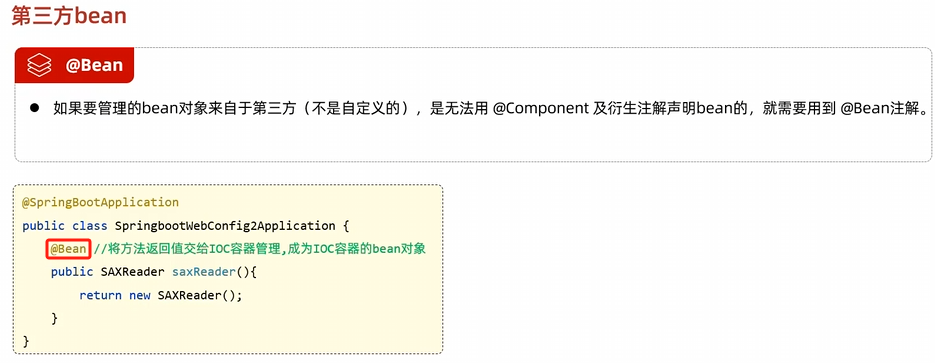 第三方bean
@Bean
● 如果要管理的bean对象来自于第三方（不是自定义的），是无法用 @Component 及衍生注解声明bean的，就需要用到 @Bean注解。
@SpringBootApplication
public class SpringbootWebConfig2Application {
@Bean //将方法返回值交给IOC容器管理,成为IOC容器的bean对象
public SAXReader saxReader(){
return new SAXReader();
}
}